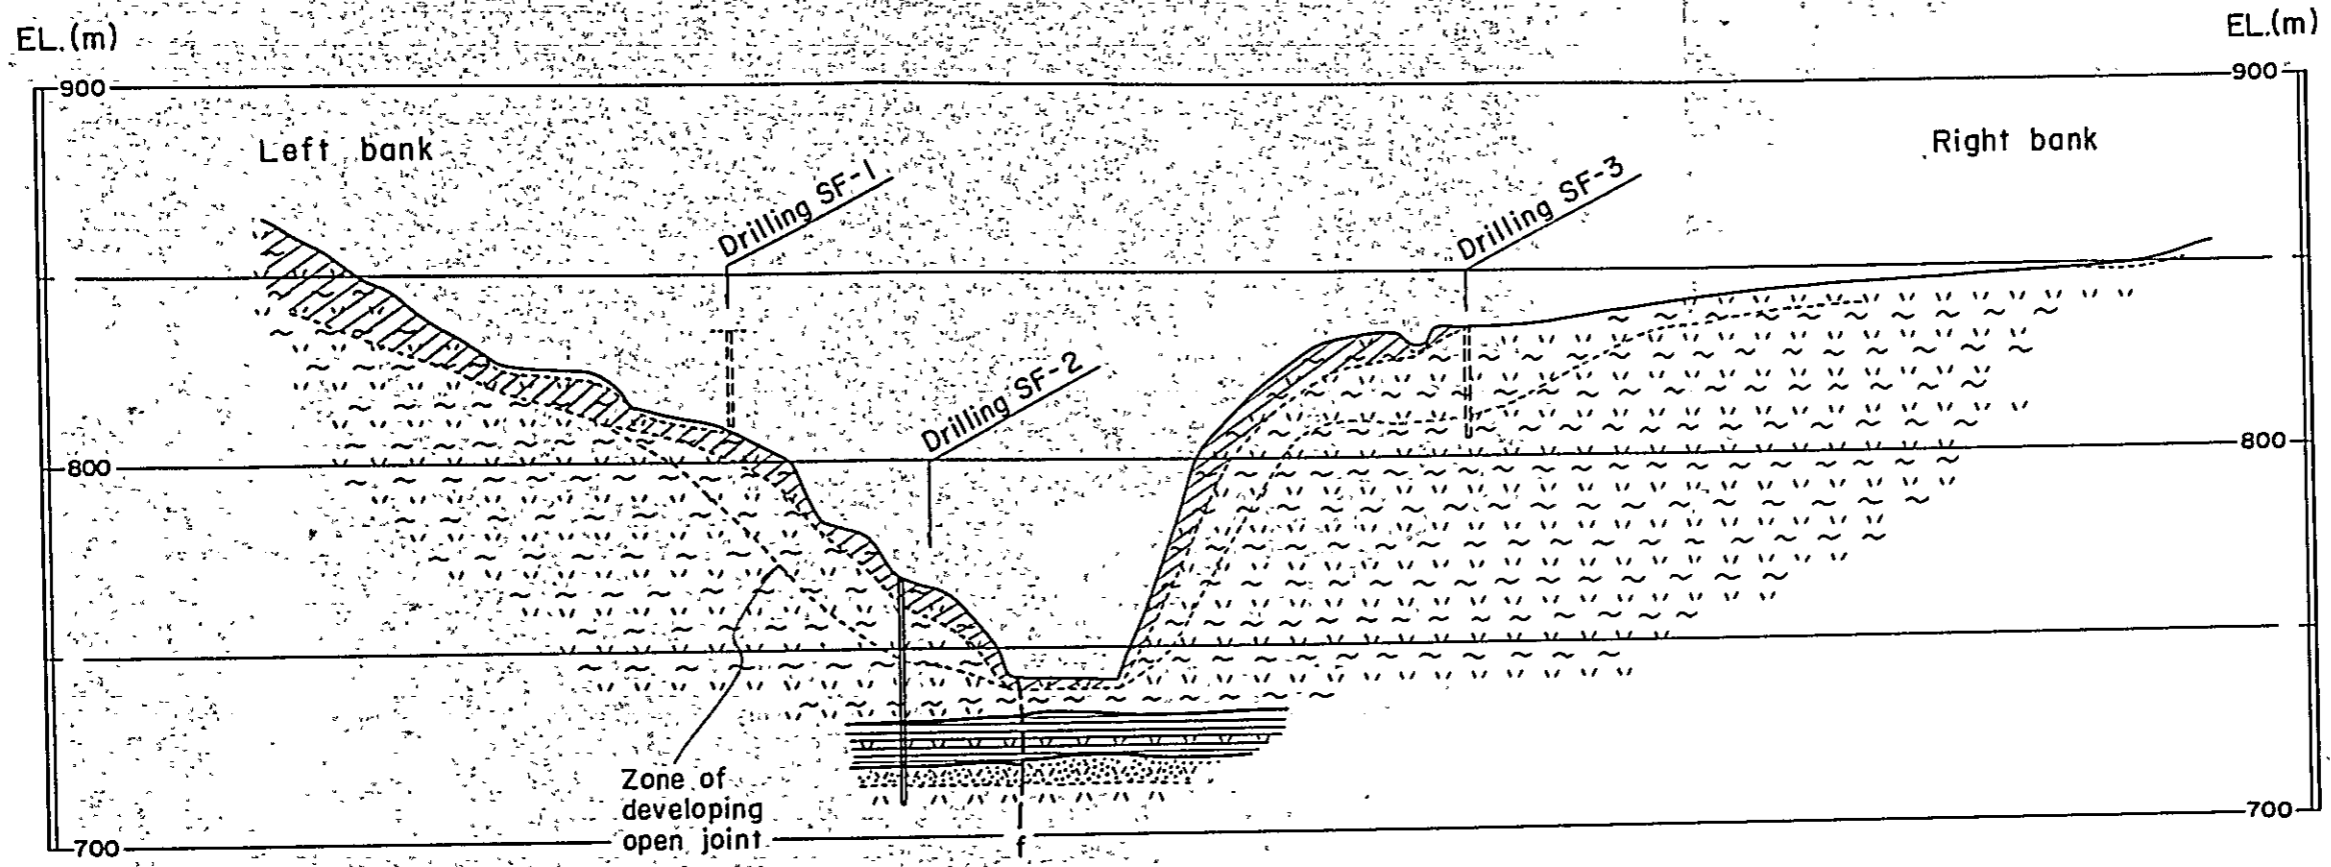 EL.(m)
EL.(m)
900
900
Left bank
Right bank
Drilling SF-1
Drilling SF-3
Drilling SF-2
800
800
Zone of
developing
open joint
700
700
f